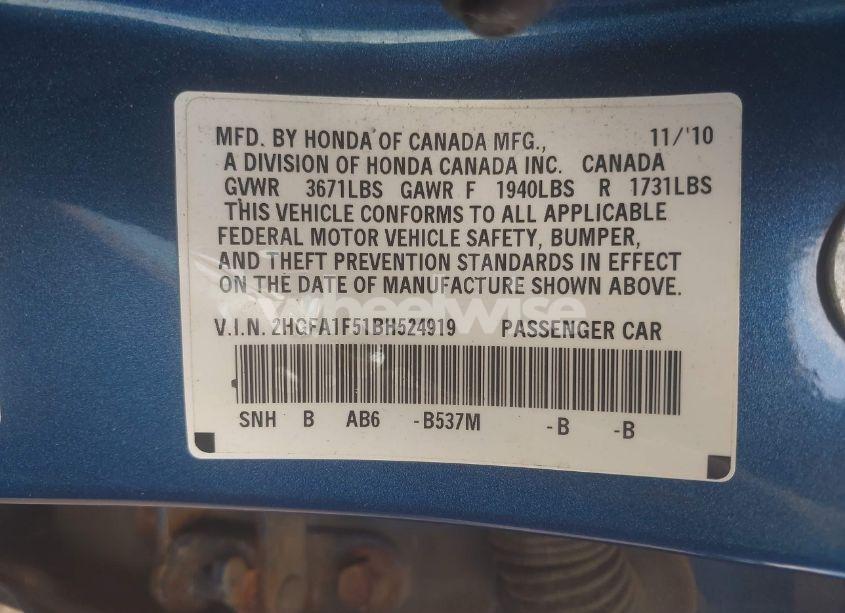 MFD. BY HONDA OF CANADA MFG., 11/'10
A DIVISION OF HONDA CANADA INC. CANADA
GVWR 3671LBS GAWR F 1940LBS R 1731LBS
THIS VEHICLE CONFORMS TO ALL APPLICABLE
FEDERAL MOTOR VEHICLE SAFETY, BUMPER,
AND THEFT PREVENTION STANDARDS IN EFFECT
ON THE DATE OF MANUFACTURE SHOWN ABOVE.
wheelwise
V.I.N. 2HGFA1F51BH524919 PASSENGER CAR
SNH B AB6 -B537M -B -B